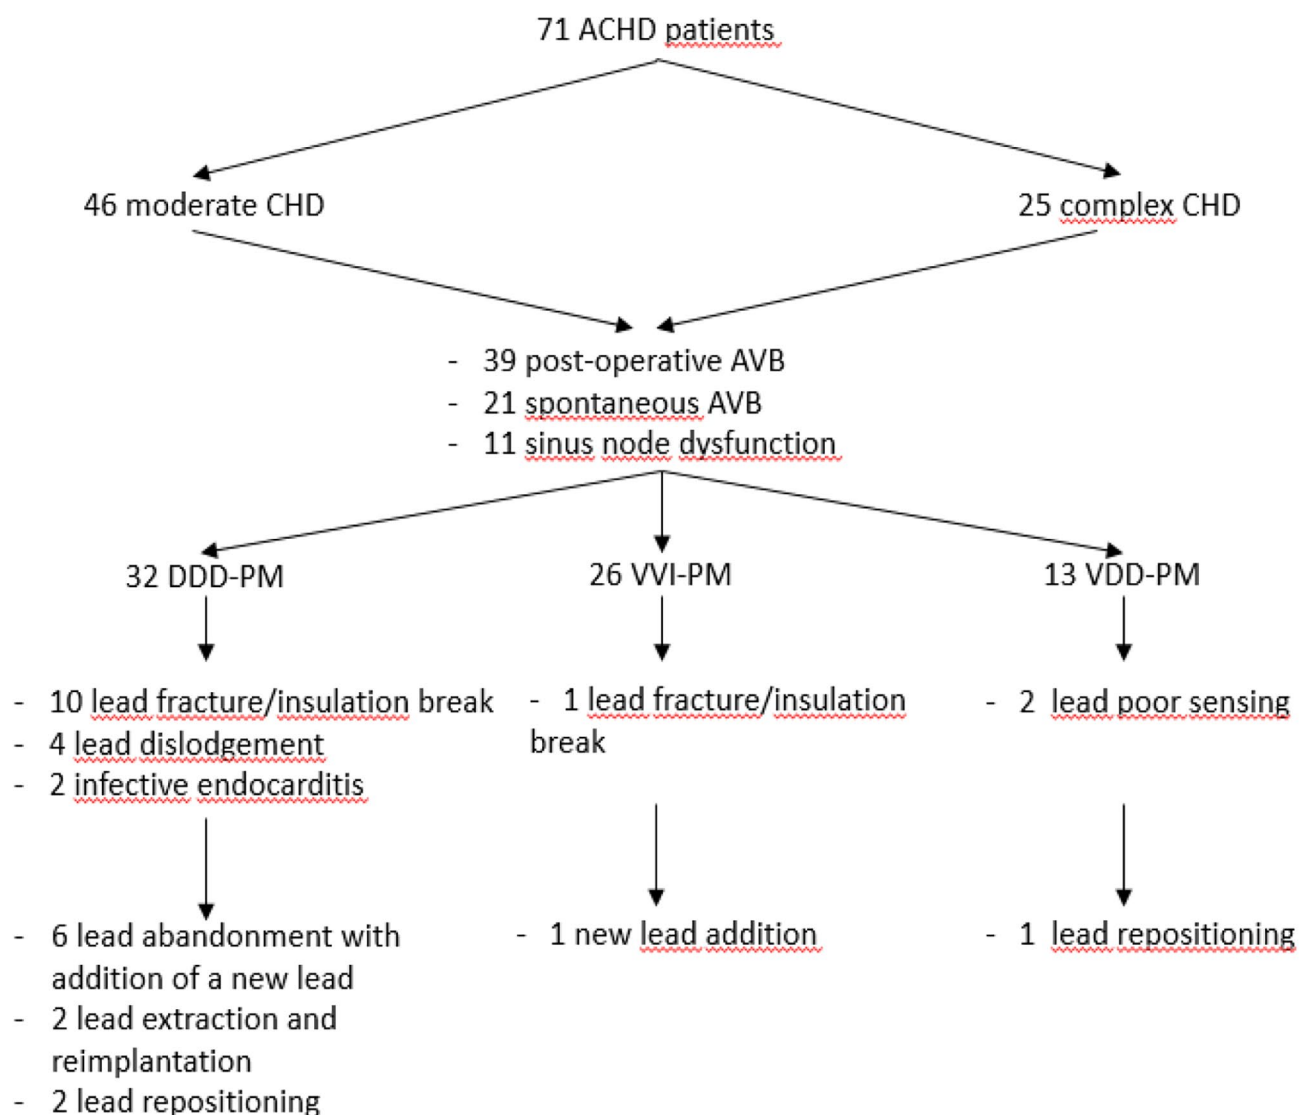 71 ACHD patients
46 moderate CHD
25 complex CHD
- 39 post-operative AVB
- 21 spontaneous AVB
- 11 sinus node dysfunction
32 DDD-PM
26 VVI-PM
13 VDD-PM
- 10 lead fracture/insulation break
- 4 lead dislodgement
- 2 infective endocarditis
- 1 lead fracture/insulation
break
- 2 lead poor sensing
- 6 lead abandonment with
addition of a new lead
- 2 lead extraction and
reimplantation
- 2 lead repositioning
- 1 new lead addition
- 1 lead repositioning